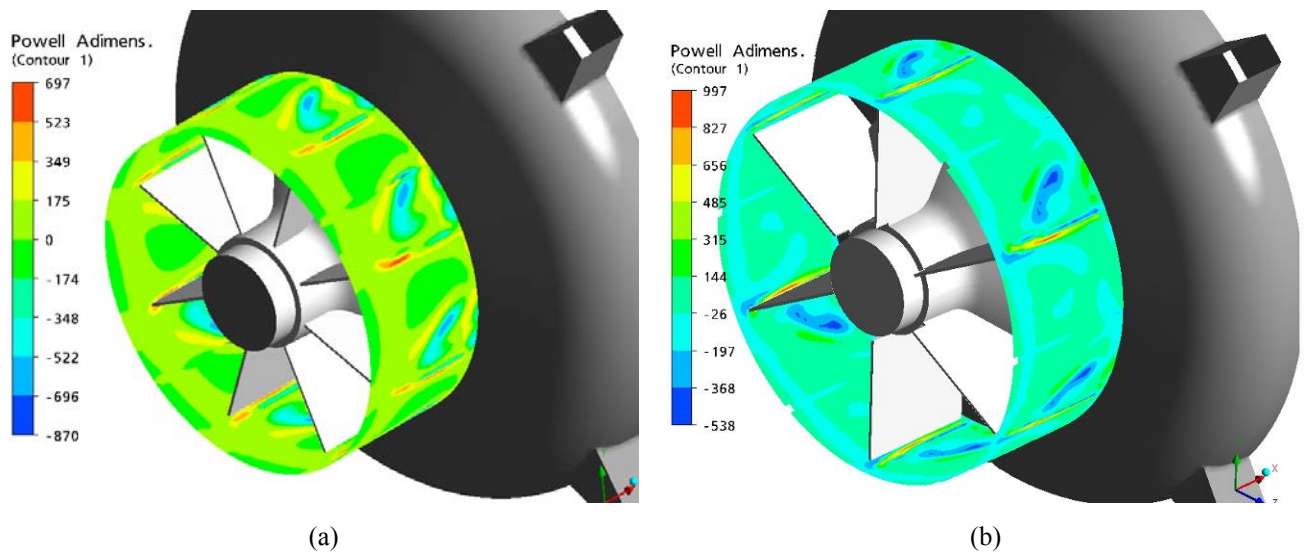 Powell Adimens.
(Contour 1)
697
523
349
175
0
-174
-348
-522
-696
-870
(a)
Powell Adimens.
(Contour 1)
997
827
656
485
315
144
-26
-197
-368
-538
X
Z
(b)